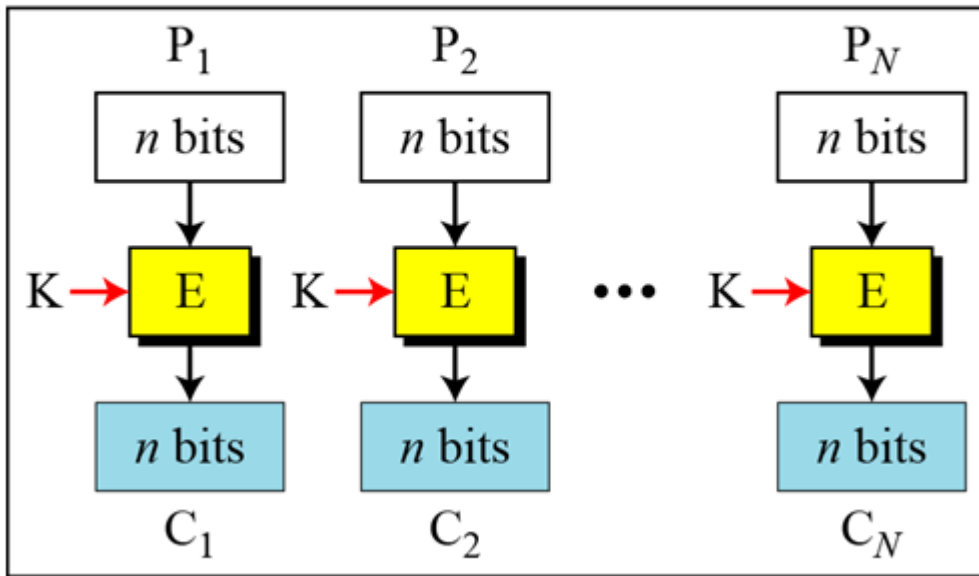 P1 P2 PN
n bits n bits n bits
K E K E ••• K E
n bits n bits n bits
C1 C2 CN